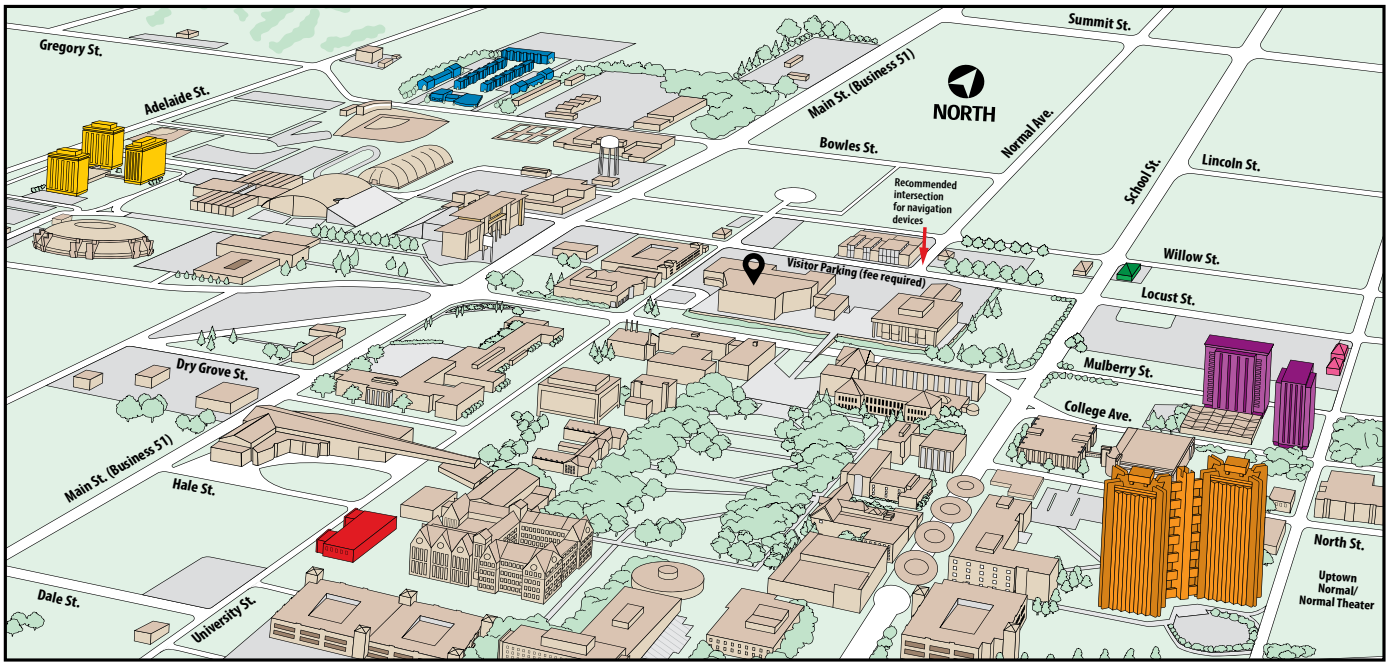 Summit St.
Gregory St.
Main St. (Business 51)
Adelaide St.
NORTH
Normal Ave.
Bowles St.
Lincoln St.
School St.
Recommended
intersection
for navigation
devices
Willow St.
Visitor Parking (fee required)
Locust St.
Dry Grove St.
Mulberry St.
College Ave.
Main St. (Business 51)
Hale St.
North St.
Uptown
Normal/
Normal Theater
Dale St.
University St.